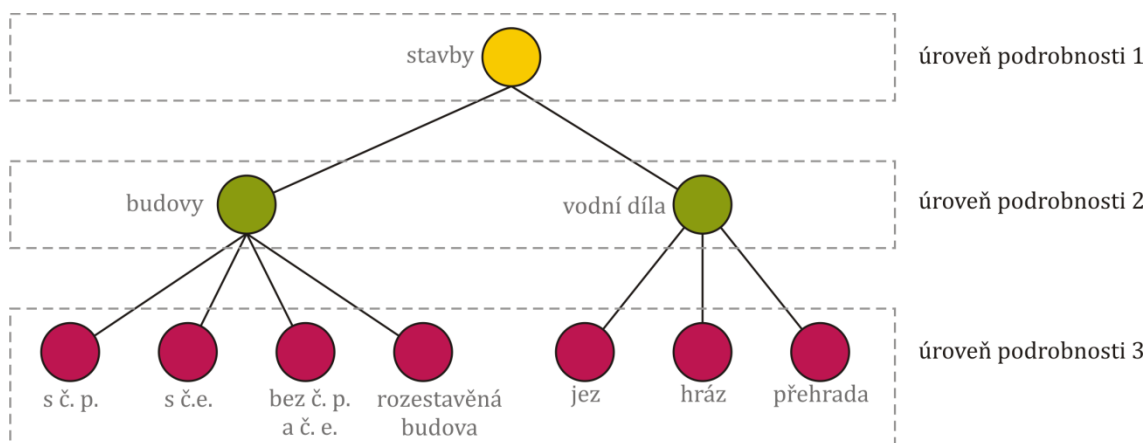 stavby
úroveň podrobnosti 1
budovy
vodní díla
úroveň podrobnosti 2
úroveň podrobnosti 3
s č. p.
s č.e.
bez č. p.
a č. e.
rozestavěná
budova
jez
hráz
přehrada